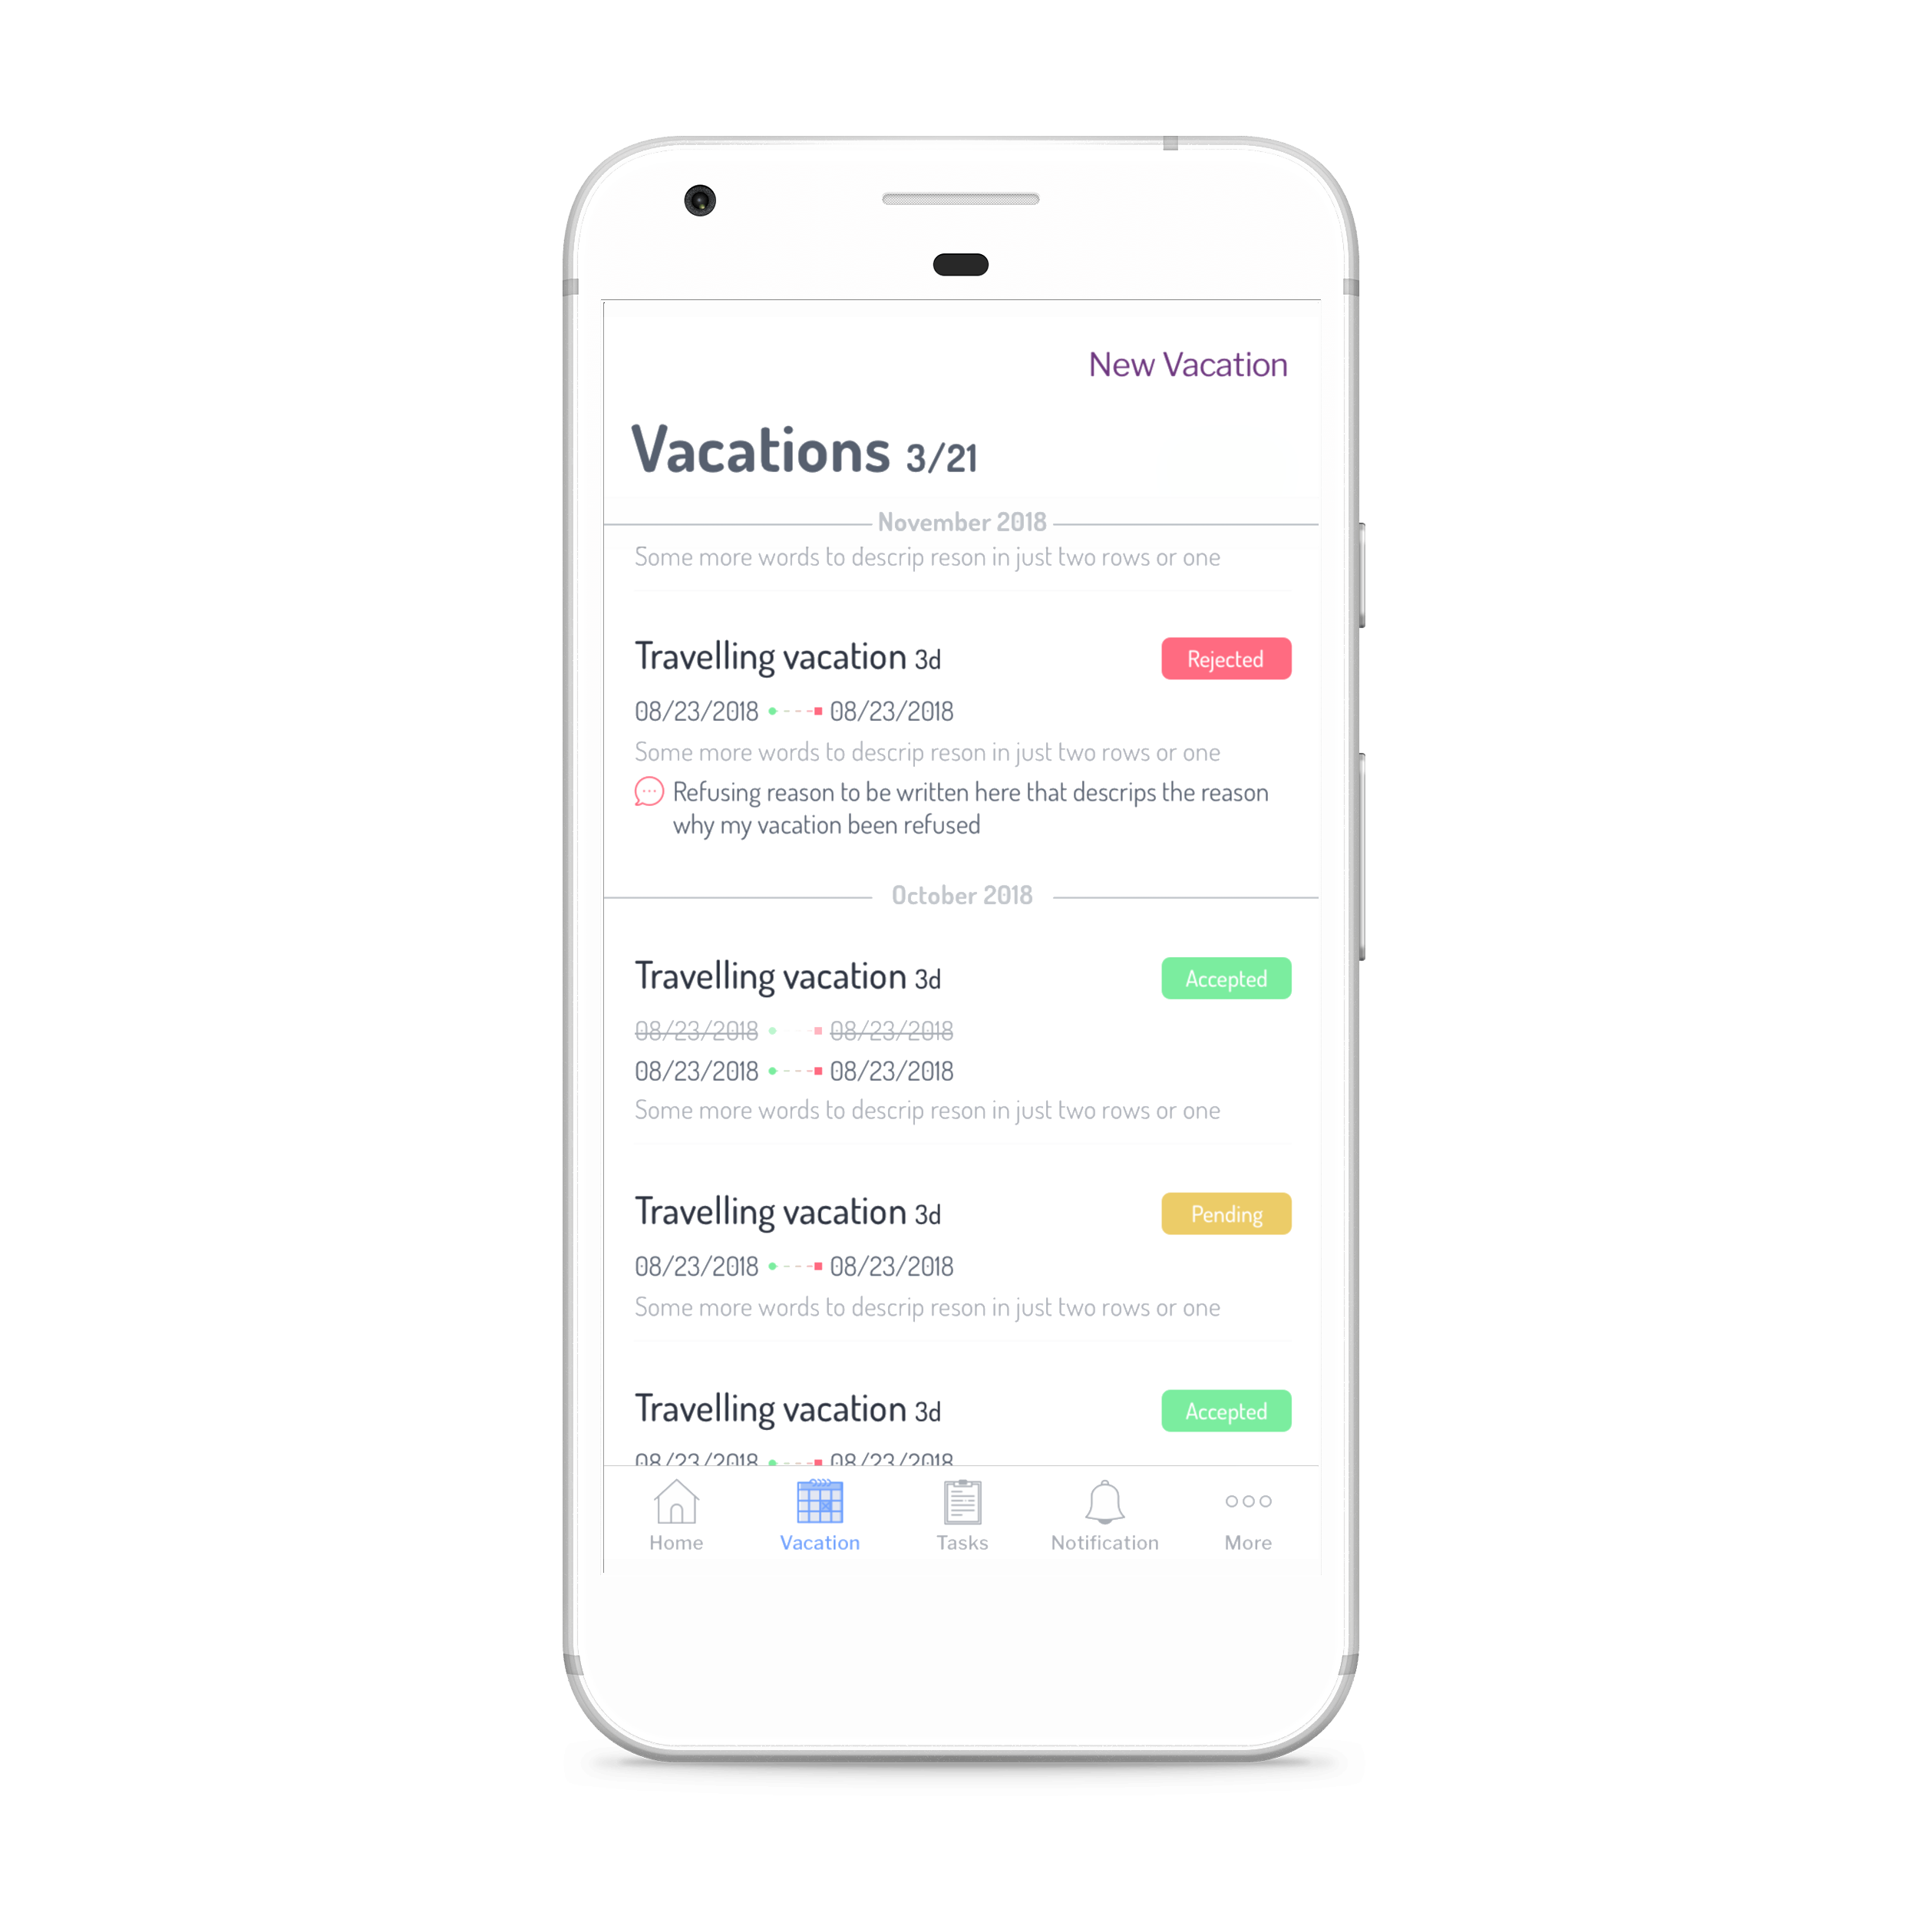 New Vacation
Vacations 3/21
November 2018
Some more words to descrip reson in just two rows or one
Travelling vacation 3d
Rejected
08/23/2018 08/23/2018
Some more words to descrip reson in just two rows or one
Refusing reason to be written here that descrips the reason
why my vacation been refused
October 2018
Travelling vacation 3d
Accepted
08/23/2018 08/23/2018
08/23/2018 08/23/2018
Some more words to descrip reson in just two rows or one
Travelling vacation 3d
Pending
08/23/2018 08/23/2018
Some more words to descrip reson in just two rows or one
Travelling vacation 3d
Accepted
08/23/2018 08/23/2018
Home Vacation Tasks Notification More